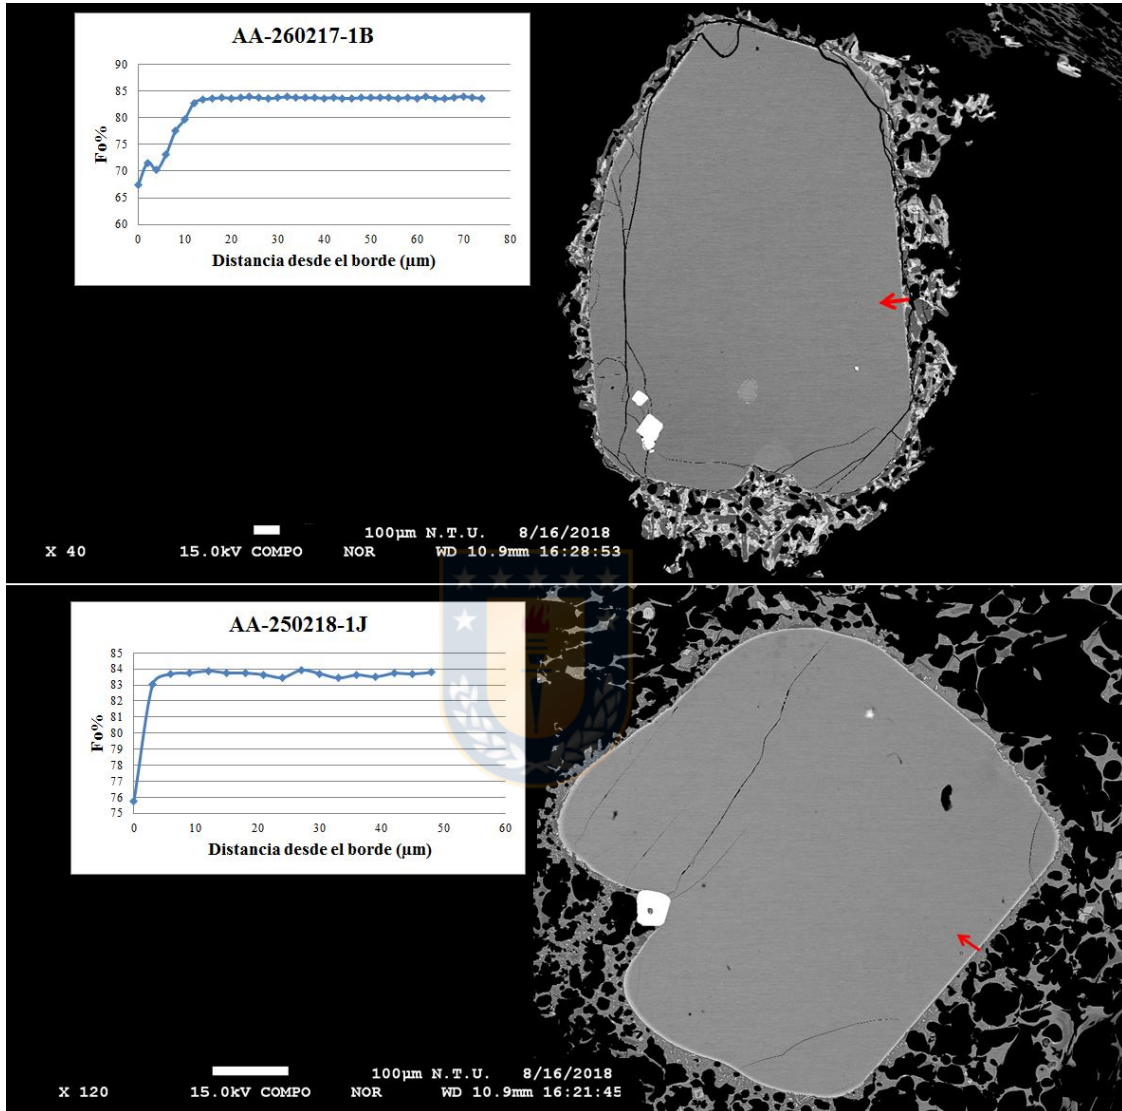 AA-260217-1B
90
85
80
75
70
65
60
Fo%
0 10 20 30 40 50 60 70 80
Distancia desde el borde (µm)
100µm N.T.U. 8/16/2018
X 40 15.0kV COMPO NOR WD 10.9mm 16:28:53
AA-250218-1J
85
84
83
82
81
80
79
78
77
76
75
Fo%
0 10 20 30 40 50 60
Distancia desde el borde (µm)
100µm N.T.U. 8/16/2018
X 120 15.0kV COMPO NOR WD 10.9mm 16:21:45